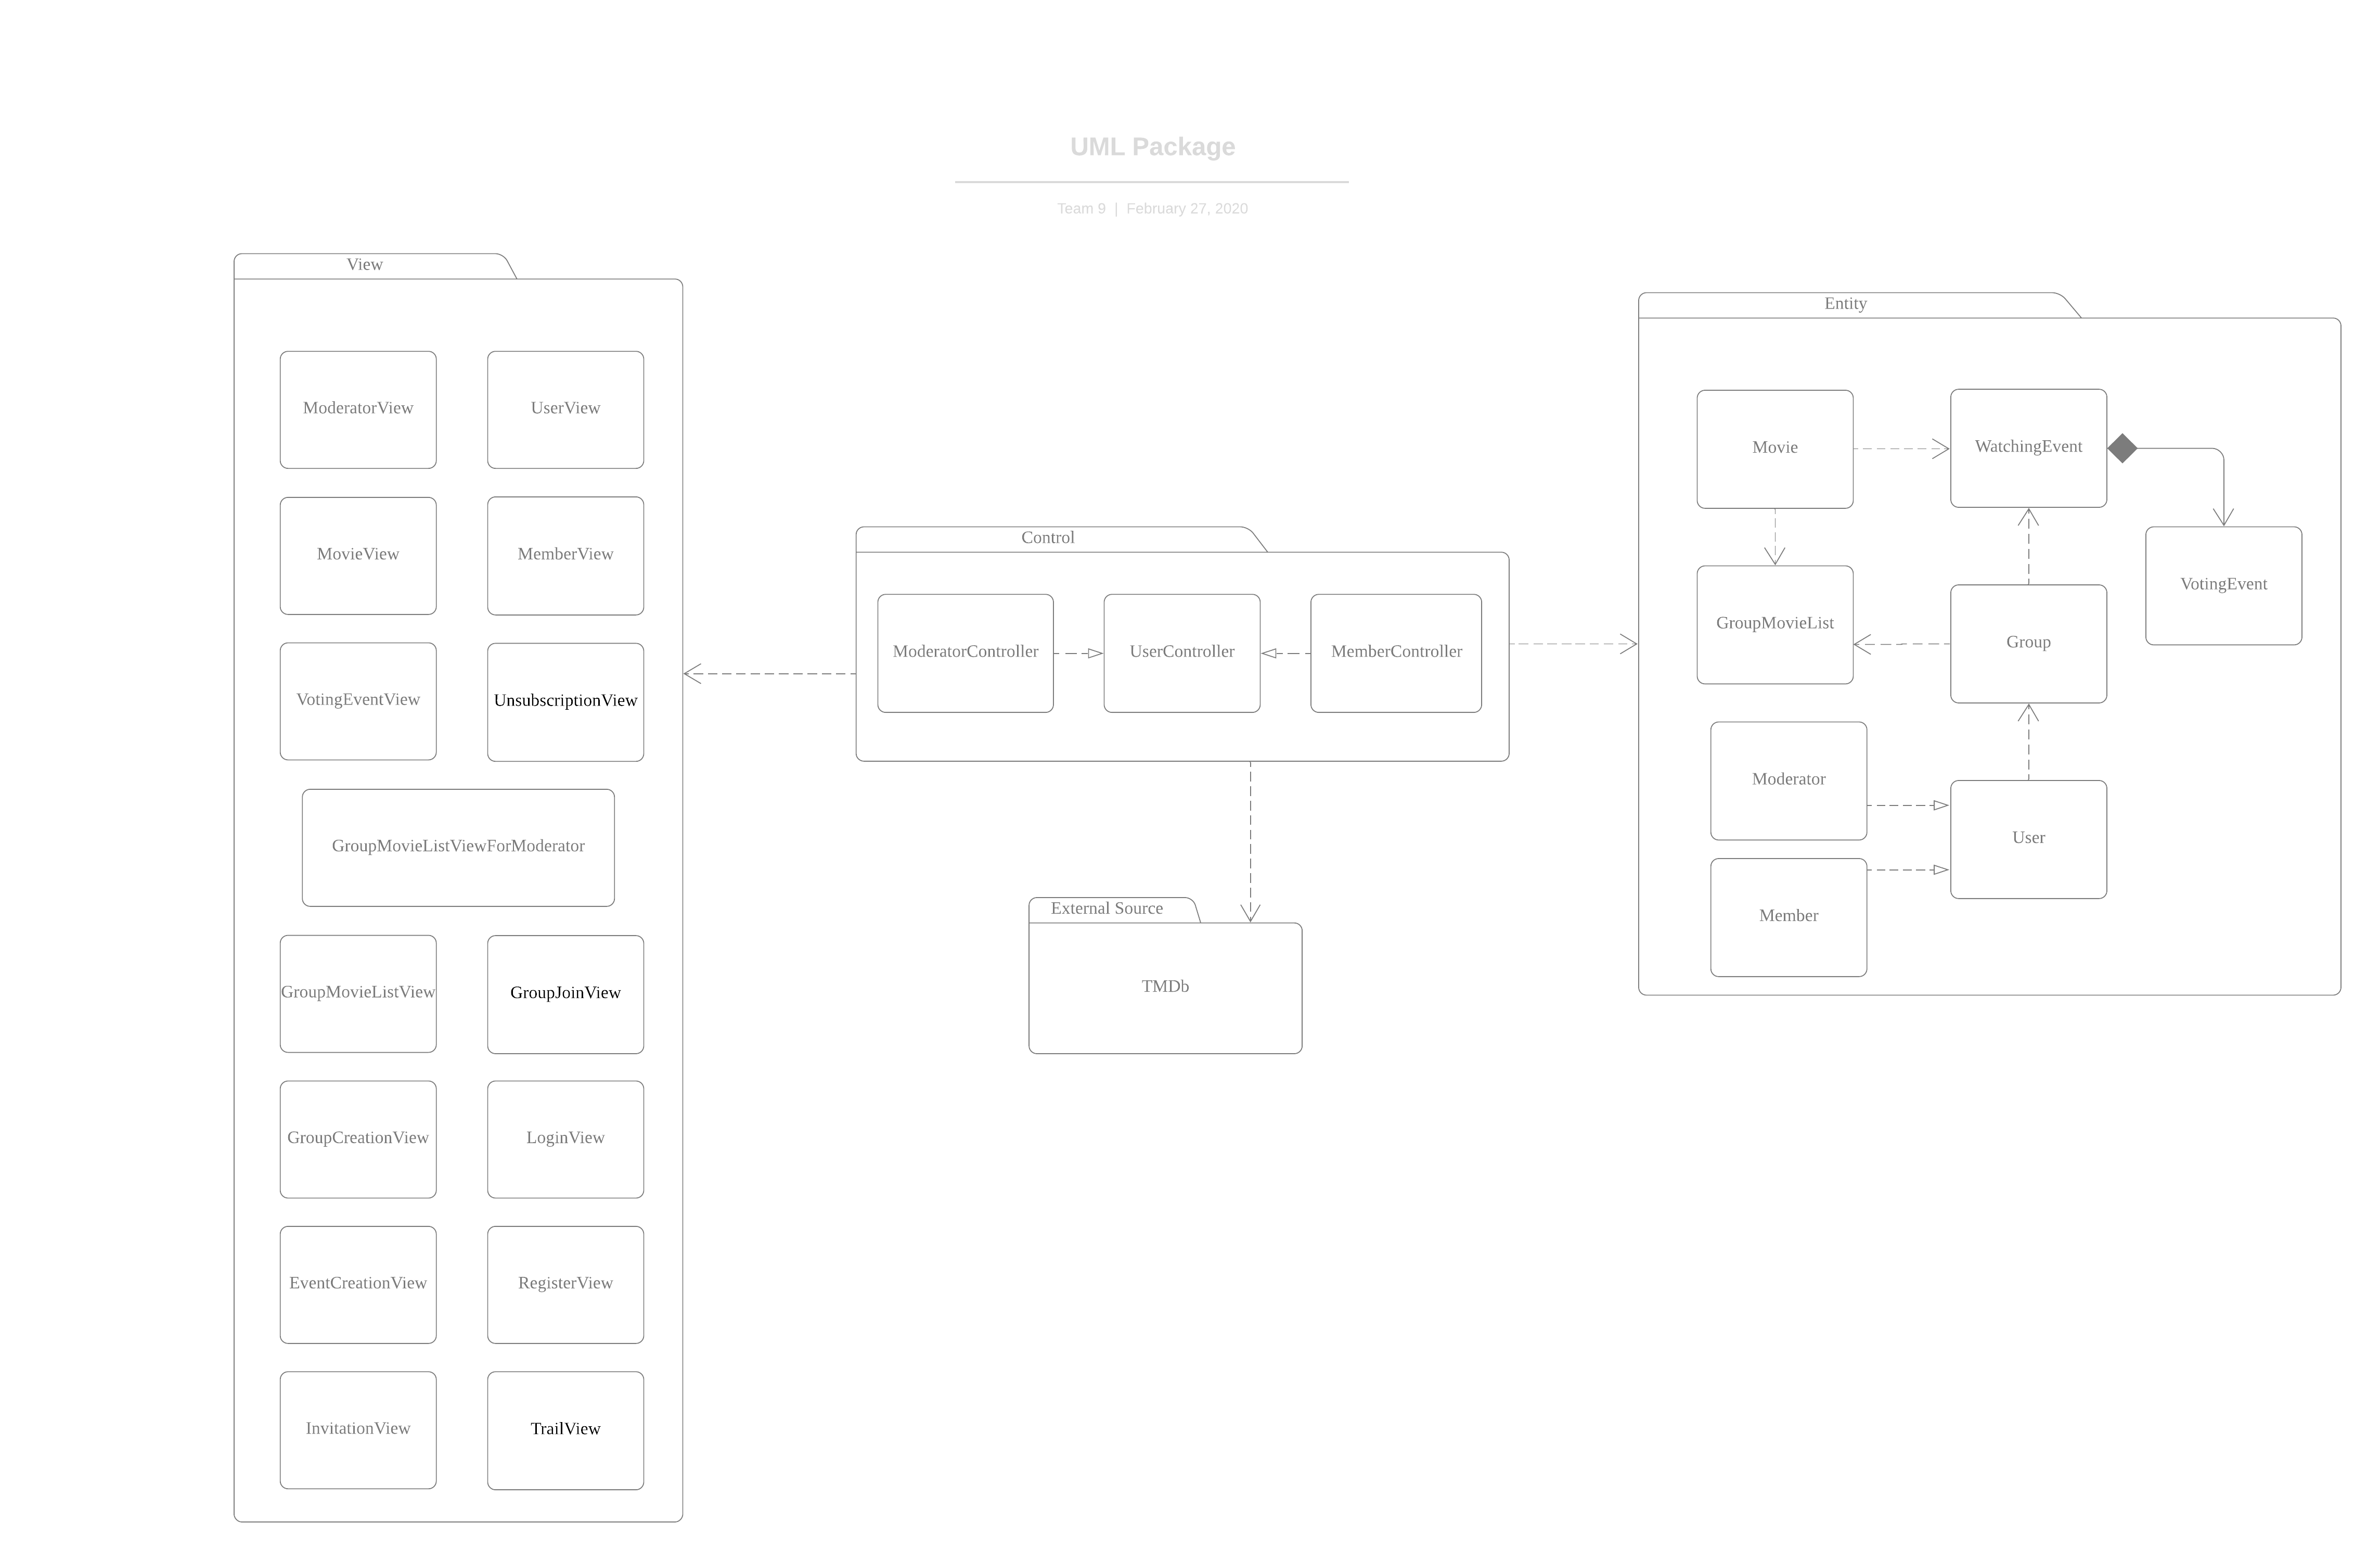 UML Package
Team 9 | February 27, 2020
View
ModeratorView
UserView
MovieView
MemberView
VotingEventView
UnsubscriptionView
GroupMovieListViewForModerator
GroupMovieListView
GroupJoinView
GroupCreationView
LoginView
EventCreationView
RegisterView
InvitationView
TrailView
Control
ModeratorController
UserController
MemberController
External Source
TMDb
Entity
Movie
WatchingEvent
VotingEvent
GroupMovieList
Group
Moderator
User
Member